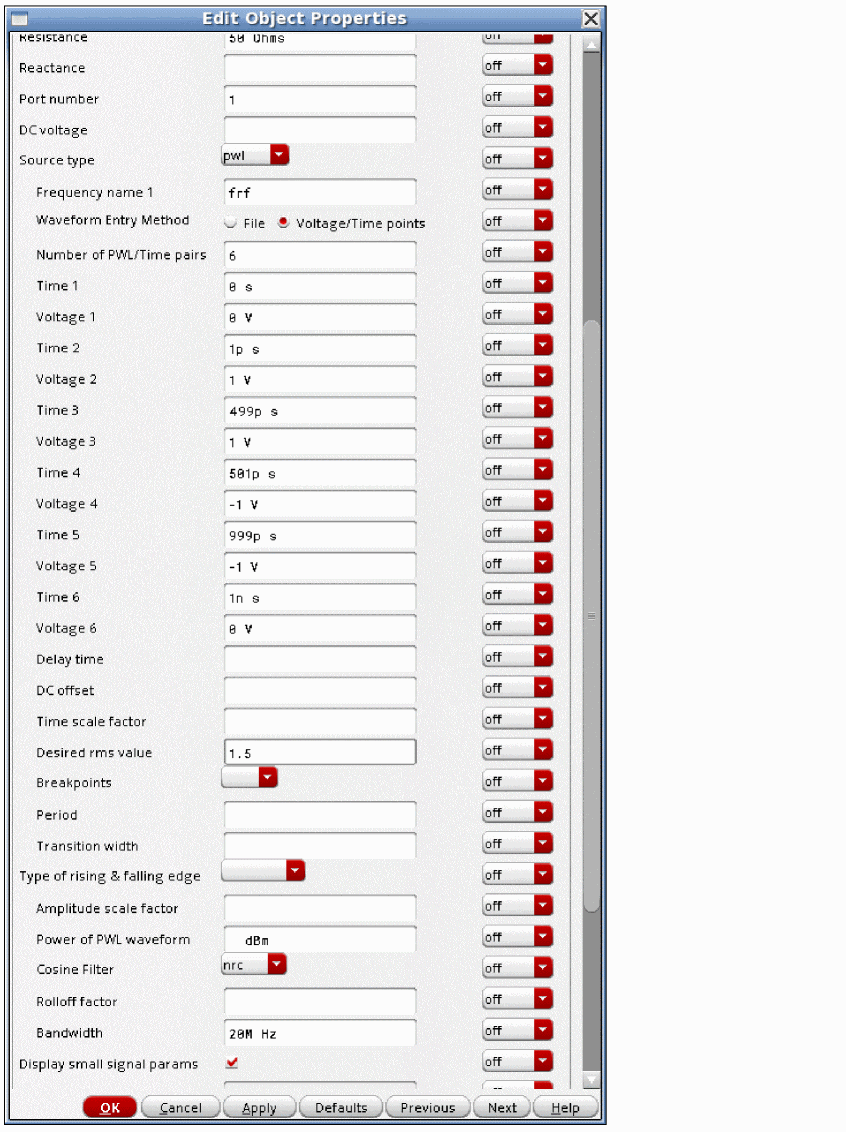 Edit Object Properties
Resistance 50 Ohms off
Reactance off
Port number 1 off
DC voltage off
Source type pwl off
Frequency name 1 frf off
Waveform Entry Method File Voltage/Time points off
Number of PWL/Time pairs 6 off
Time 1 0 s off
Voltage 1 0 V off
Time 2 1p s off
Voltage 2 1 V off
Time 3 499p s off
Voltage 3 1 V off
Time 4 501p s off
Voltage 4 -1 V off
Time 5 999p s off
Voltage 5 -1 V off
Time 6 1n s off
Voltage 6 0 V off
Delay time off
DC offset off
Time scale factor off
Desired rms value 1.5 off
Breakpoints off
Period off
Transition width off
Type of rising & falling edge off
Amplitude scale factor off
Power of PWL waveform dBm off
Cosine Filter nrc off
Rolloff factor off
Bandwidth 20M Hz off
Display small signal params off
OK Cancel Apply Defaults Previous Next Help